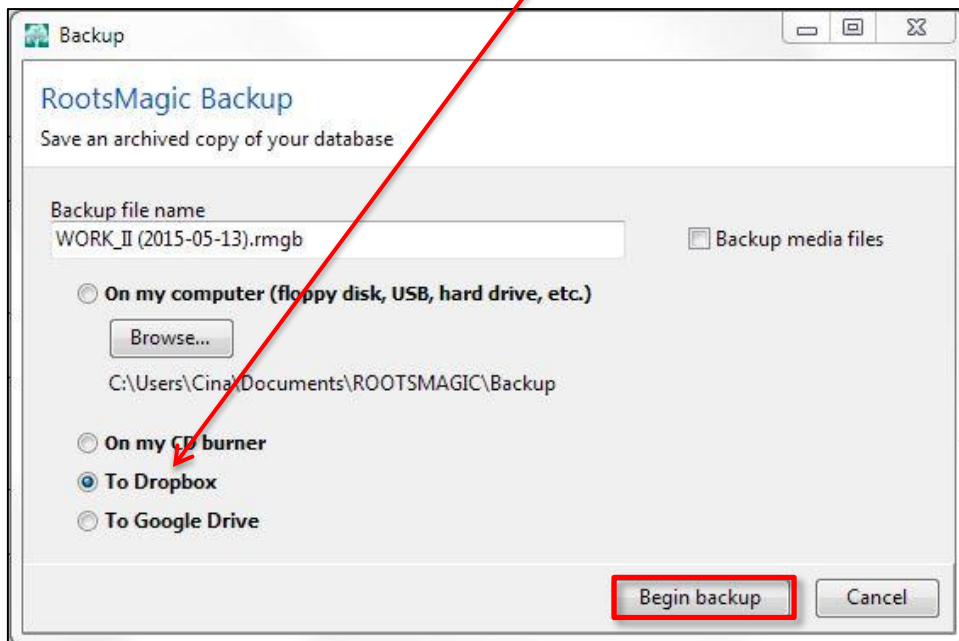 Backup
RootsMagic Backup
Save an archived copy of your database
Backup file name
WORK_II (2015-05-13).rmgb
Backup media files
On my computer (floppy disk, USB, hard drive, etc.)
Browse...
C:\Users\Cina\Documents\ROOTSMAGIC\Backup
On my CD burner
To Dropbox
To Google Drive
Begin backup
Cancel